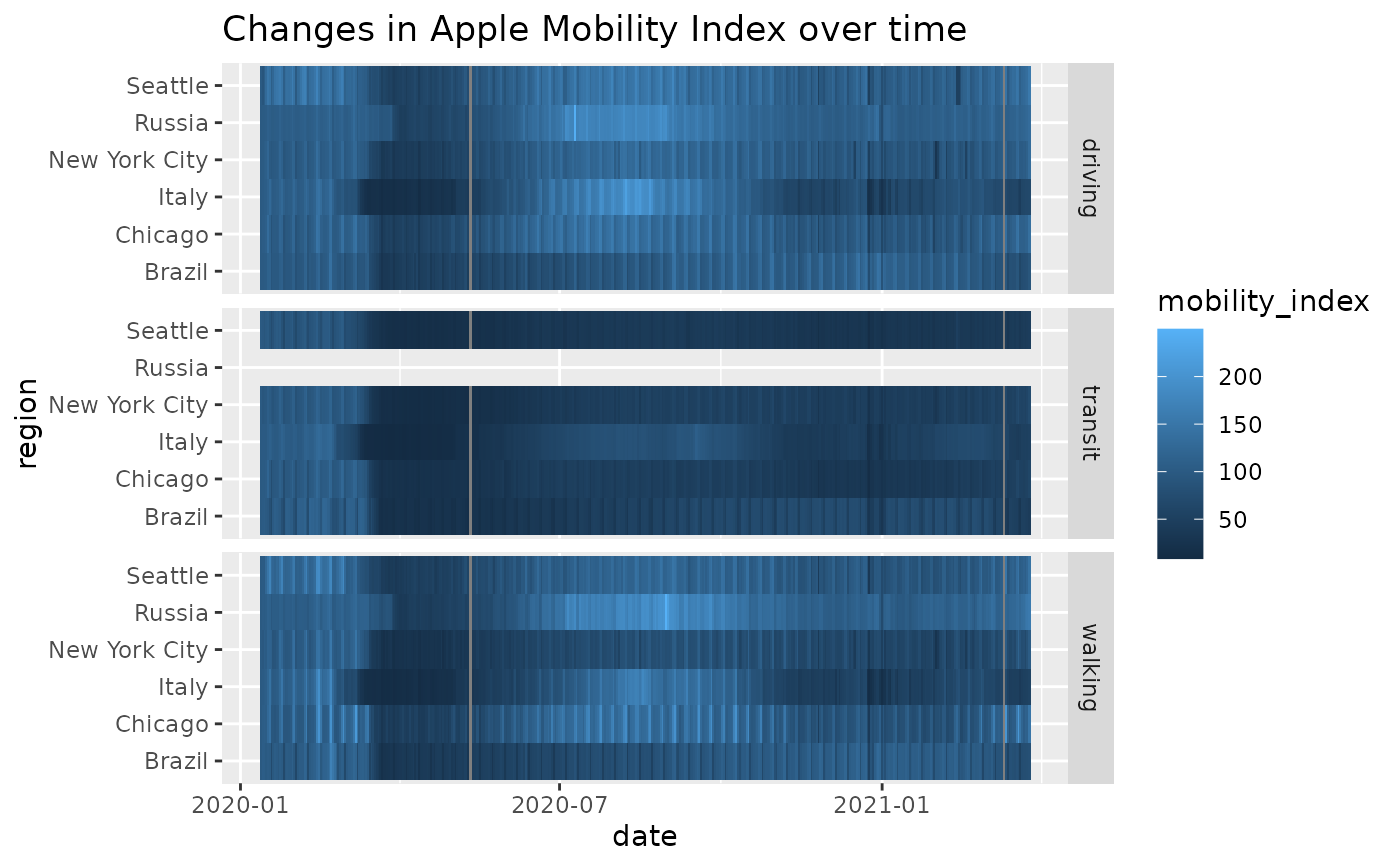 Changes in Apple Mobility Index over time
Seattle
Russia
New York City
Italy
Chicago
Brazil
driving
Seattle
Russia
New York City
Italy
Chicago
Brazil
transit
Seattle
Russia
New York City
Italy
Chicago
Brazil
walking
region
2020-01
2020-07
2021-01
date
mobility_index
200
150
100
50